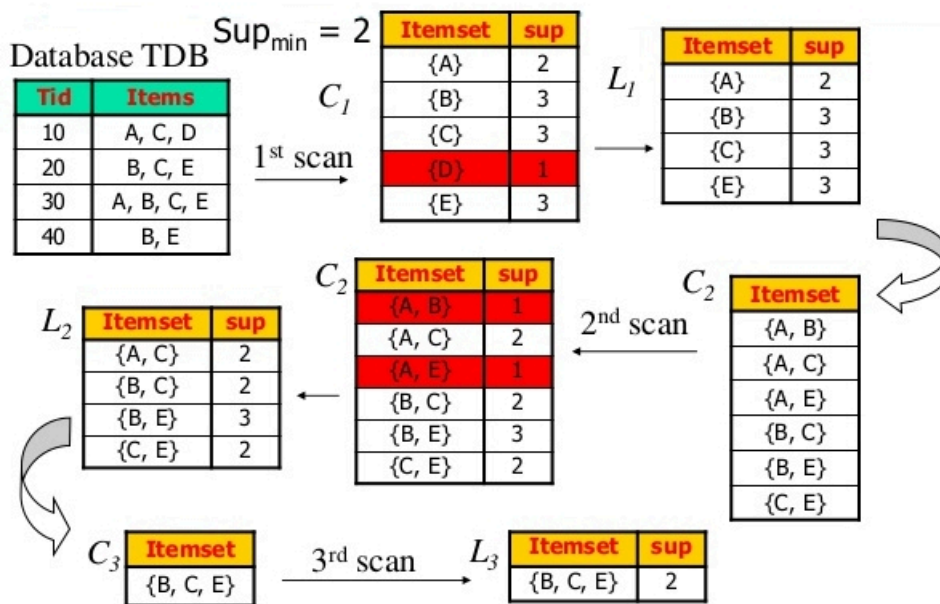 Database TDB
Tid Items
10 A, C, D
20 B, C, E
30 A, B, C, E
40 B, E
Supmin = 2
1st scan
C1
Itemset sup
{A} 2
{B} 3
{C} 3
{D} 1
{E} 3
L1
Itemset sup
{A} 2
{B} 3
{C} 3
{E} 3
C2
Itemset
{A, B}
{A, C}
{A, E}
{B, C}
{B, E}
{C, E}
2nd scan
C2
Itemset sup
{A, B} 1
{A, C} 2
{A, E} 1
{B, C} 2
{B, E} 3
{C, E} 2
L2
Itemset sup
{A, C} 2
{B, C} 2
{B, E} 3
{C, E} 2
C3
Itemset
{B, C, E}
3rd scan
L3
Itemset sup
{B, C, E} 2